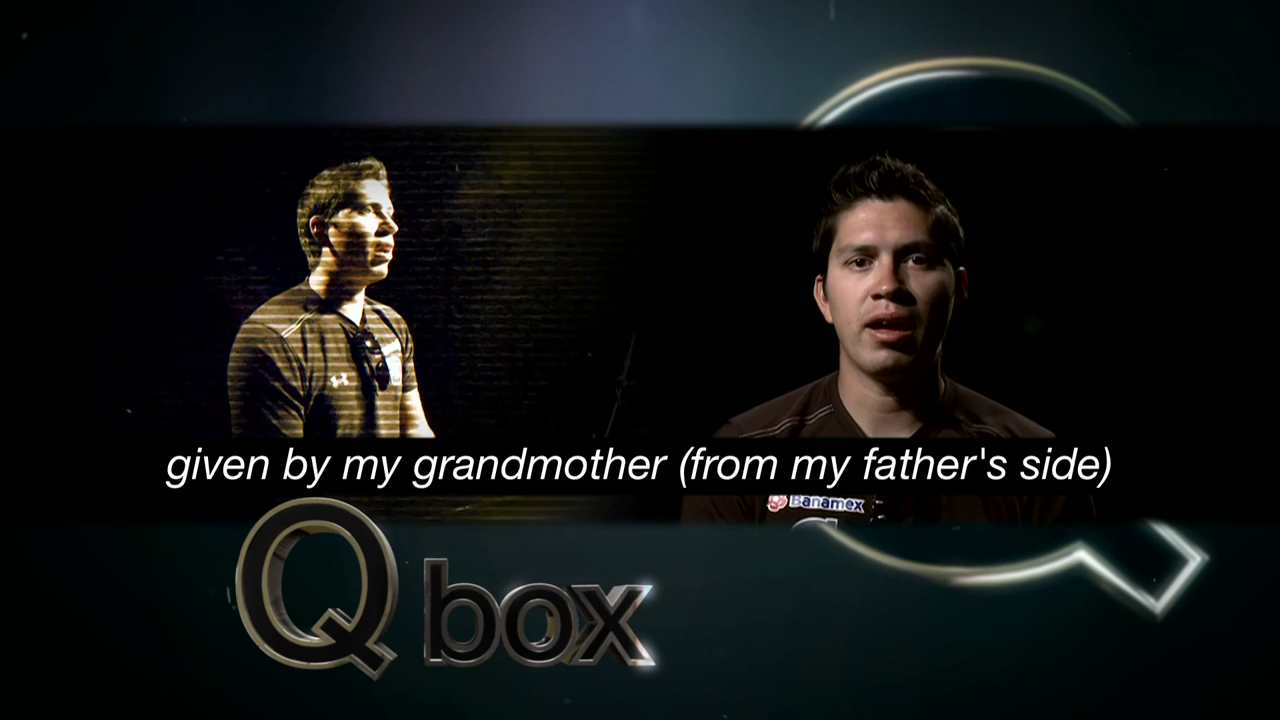 given by my grandmother (from my father's side)
Banamex
Q box